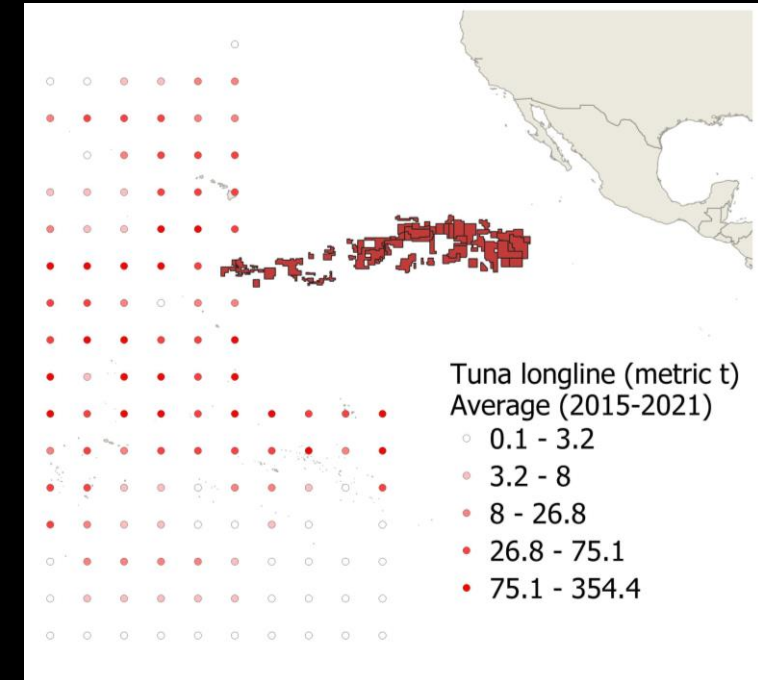 Tuna longline (metric t)
Average (2015-2021)
0.1 - 3.2
3.2 - 8
8 - 26.8
26.8 - 75.1
75.1 - 354.4